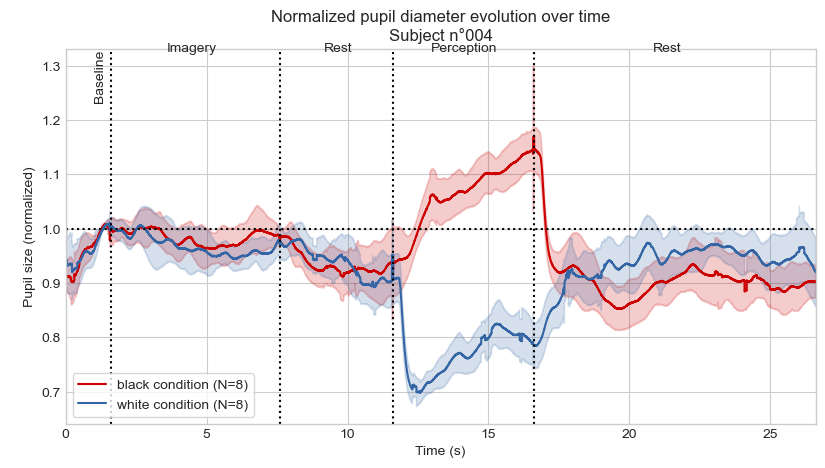 Normalized pupil diameter evolution over time
Subject n°004
Baseline
Imagery
Rest
Perception
Rest
Pupil size (normalized)
1.3
1.2
1.1
1.0
0.9
0.8
0.7
black condition (N=8)
white condition (N=8)
0
5
10
15
20
25
Time (s)